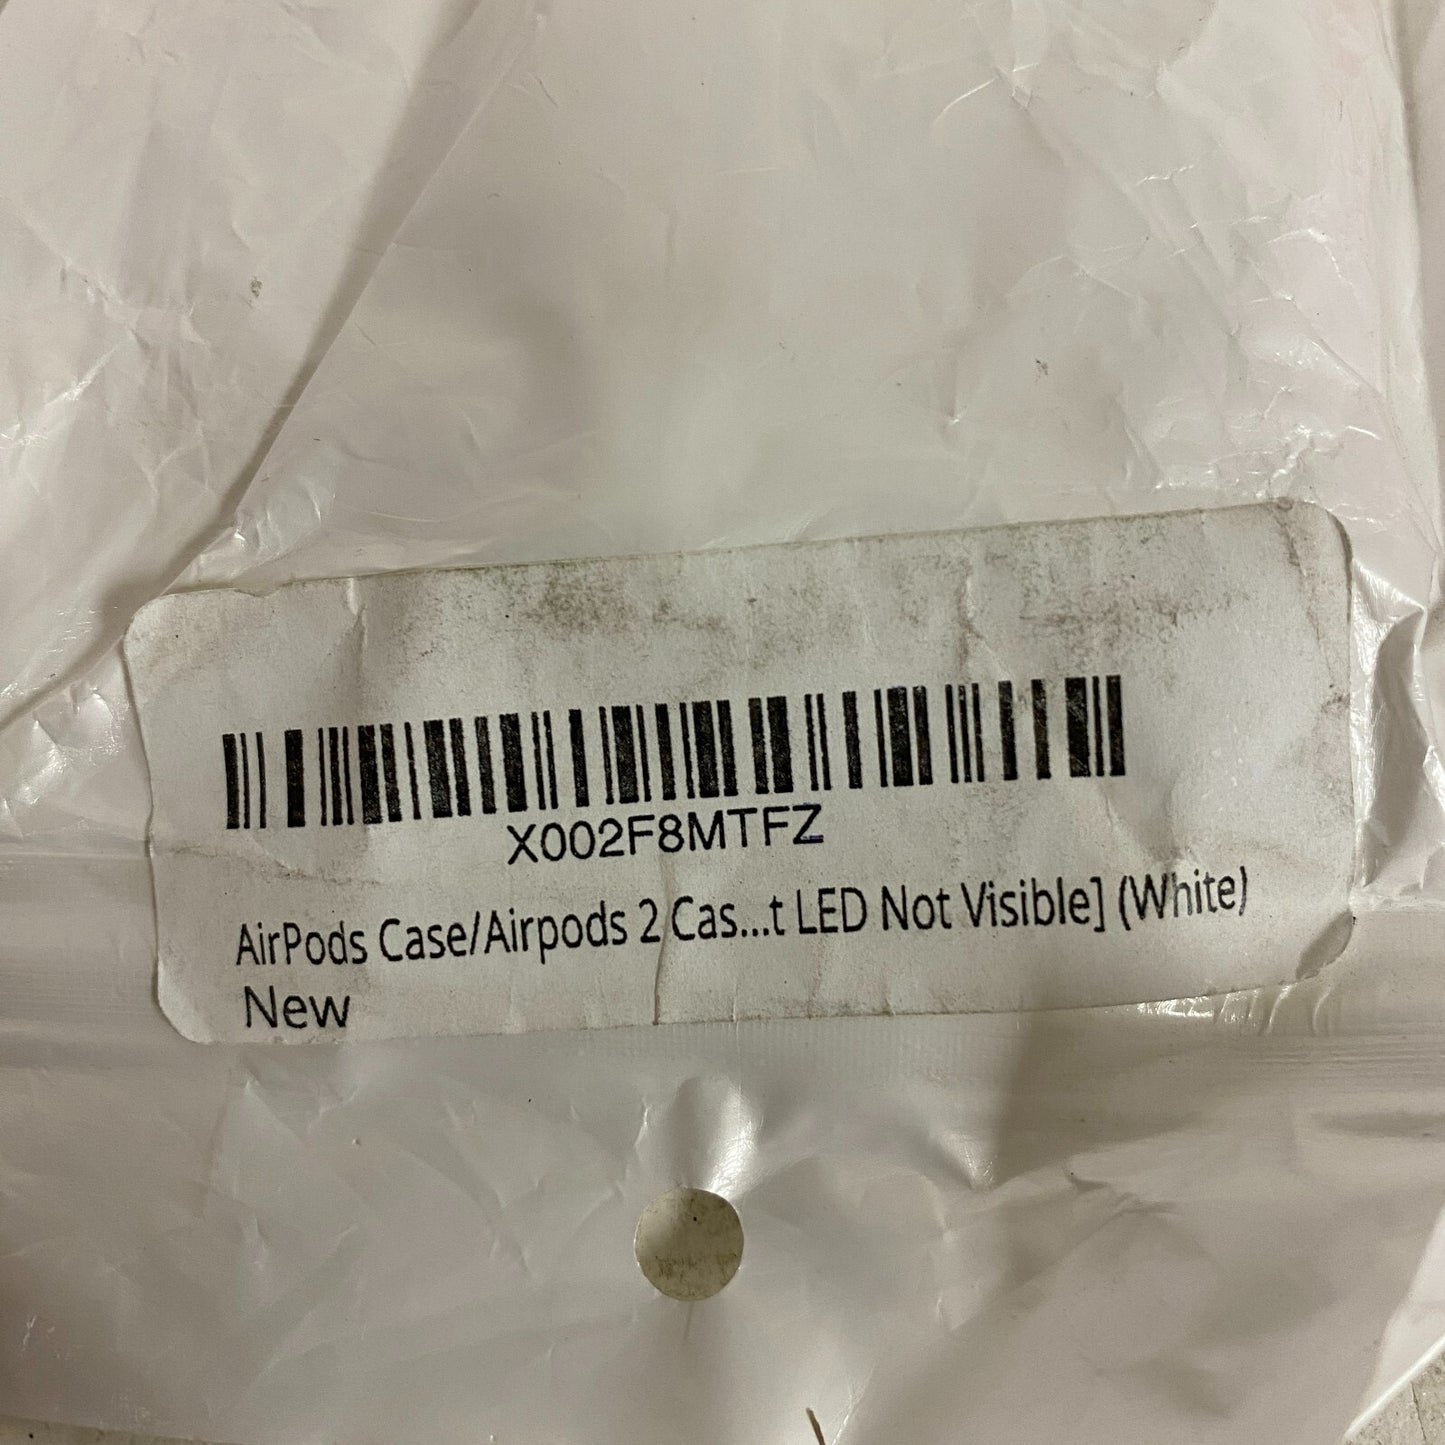 X002F8MTFZ
AirPods Case/Airpods 2 Cas...t LED Not Visible] (White)
New